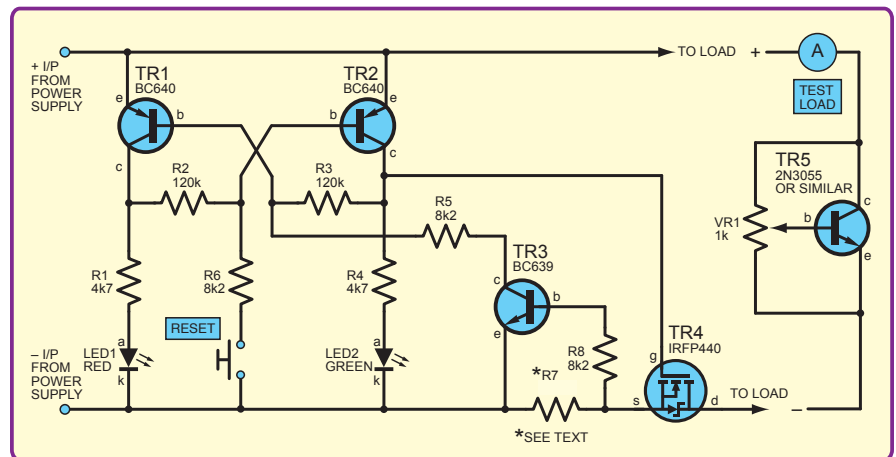 + I/P
FROM
POWER
SUPPLY
TR1
BC640
e
b
c
TR2
BC640
e
b
c
TO LOAD
+
A
TEST
LOAD
R2
120k
R3
120k
R5
8k2
TR5
2N3055
OR SIMILAR
c
b
e
VR1
1k
R1
4k7
R6
8k2
R4
4k7
TR3
BC639
c
b
e
RESET
– I/P
FROM
POWER
SUPPLY
LED1
RED
a
k
LED2
GREEN
a
k
R8
8k2
*R7
*SEE TEXT
TR4
IRFP440
g
s
d
TO LOAD
–